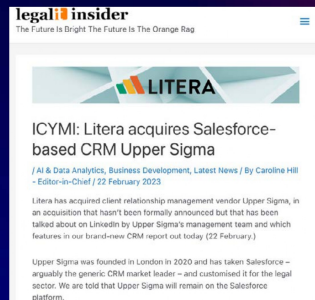 legalit insider
The Future Is Bright The Future Is The Orange Rag
LITERA
ICYMI: Litera acquires Salesforce-
based CRM Upper Sigma
/ AI & Data Analytics, Business Development, Latest News / By Caroline Hill
- Editor-in-Chief / 22 February 2023
Litera has acquired client relationship management vendor Upper Sigma, in
an acquisition that hasn't been formally announced but that has been
talked about on LinkedIn by Upper Sigma's management team and which
features in our brand-new CRM report out today (22 February.)
Upper Sigma was founded in London in 2020 and has taken Salesforce –
arguably the generic CRM market leader – and customised it for the legal
sector. We are told that Upper Sigma will remain on the Salesforce
platform.